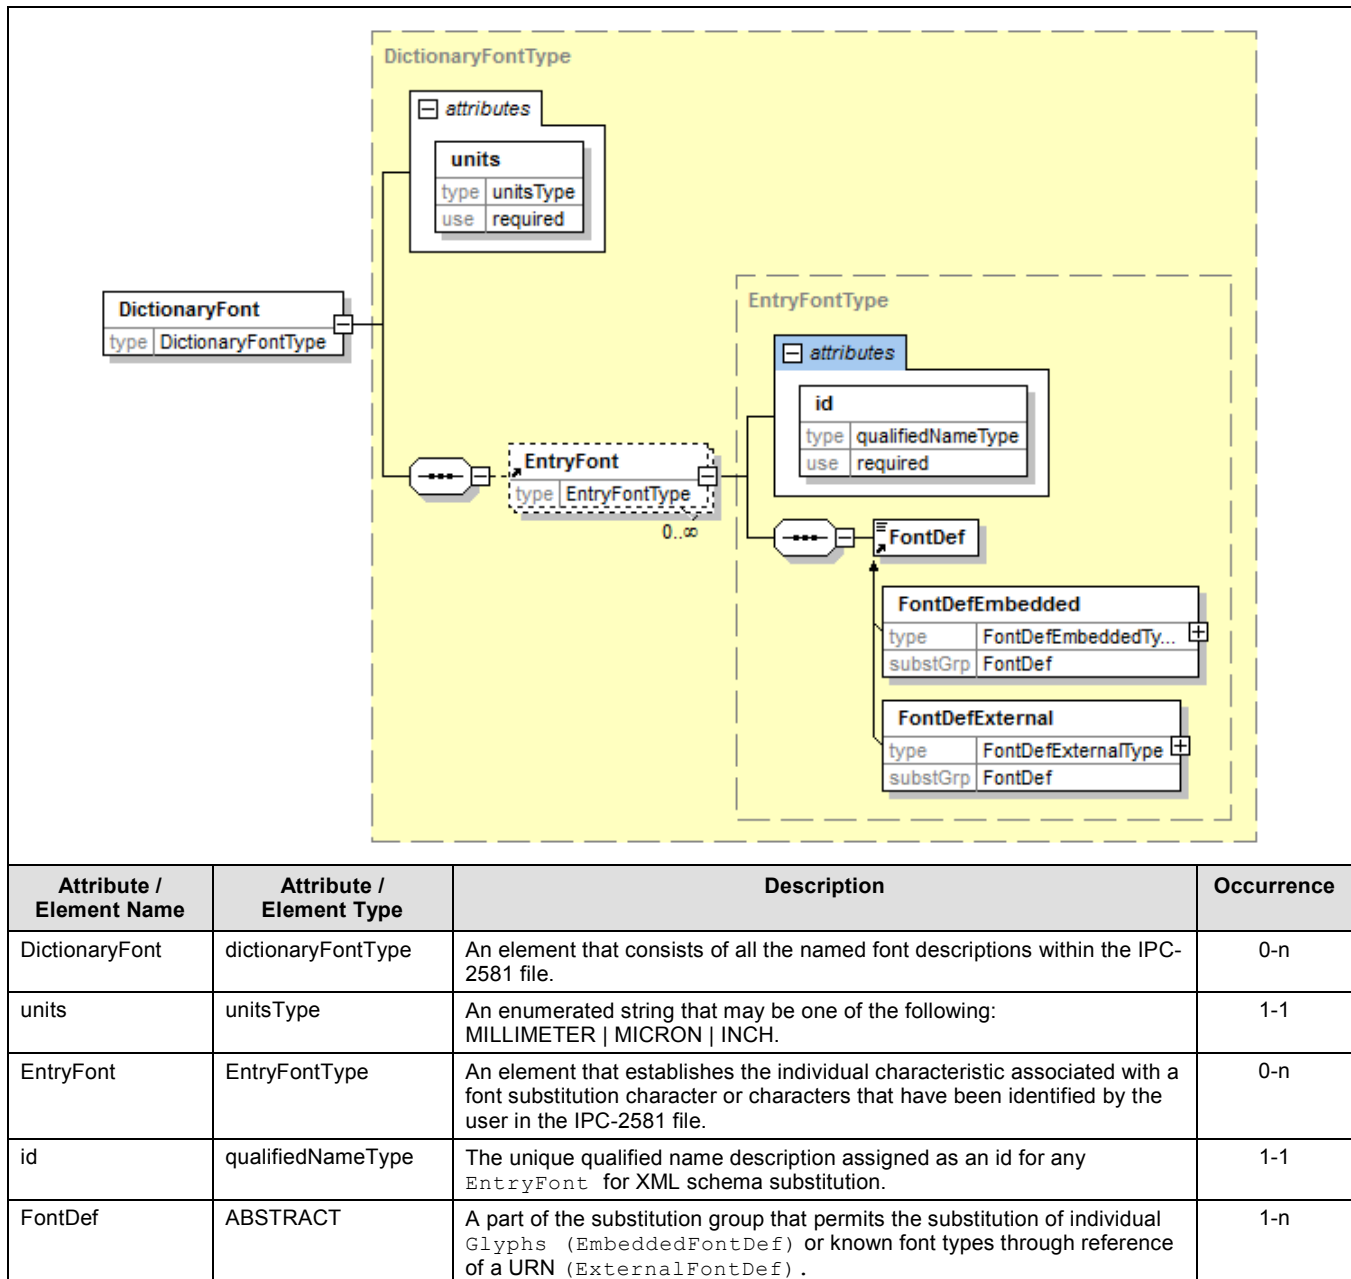 DictionaryFontType
attributes
units
type unitsType
use required
DictionaryFont
type DictionaryFontType
EntryFontType
attributes
id
type qualifiedNameType
use required
EntryFont
type EntryFontType
0..∞
FontDef
FontDefEmbedded
type FontDefEmbeddedTy...
substGrp FontDef
FontDefExternal
type FontDefExternalType
substGrp FontDef
Attribute / Element Name
Attribute / Element Type
Description
Occurrence
DictionaryFont
dictionaryFontType
An element that consists of all the named font descriptions within the IPC-
2581 file.
0-n
units
unitsType
An enumerated string that may be one of the following:
MILLIMETER | MICRON | INCH.
1-1
EntryFont
EntryFontType
An element that establishes the individual characteristic associated with a
font substitution character or characters that have been identified by the
user in the IPC-2581 file.
0-n
id
qualifiedNameType
The unique qualified name description assigned as an id for any
EntryFont for XML schema substitution.
1-1
FontDef
ABSTRACT
A part of the substitution group that permits the substitution of individual
Glyphs (EmbeddedFontDef) or known font types through reference
of a URN (ExternalFontDef).
1-n